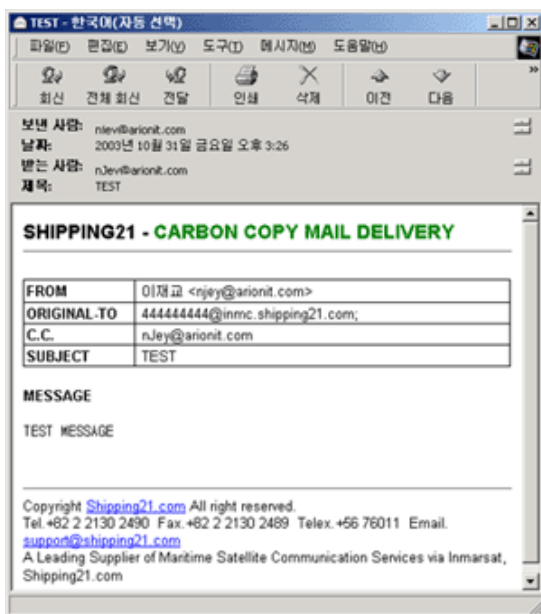 TEST - 한국어(자동 선택)
파일(F) 편집(E) 보기(V) 도구(T) 메시지(M) 도움말(H)
회신 전체 회신 전달 인쇄 삭제 이전 다음
보낸 사람: @arionit.com
날짜: 2003년 10월 31일 금요일 오후 3:26
받는 사람: @arionit.com
제목: TEST
SHIPPING21 - CARBON COPY MAIL DELIVERY
FROM 이재교 <njey@arionit.com>
ORIGINAL-TO 444444444@inmc.shipping21.com;
C.C. nJey@arionit.com
SUBJECT TEST
MESSAGE
TEST MESSAGE
Copyright Shipping21.com All right reserved.
Tel.+82 2 2130 2490 Fax.+82 2 2130 2489 Telex.+56 76011 Email.
support@shipping21.com
A Leading Supplier of Maritime Satellite Communication Services via Inmarsat,
Shipping21.com